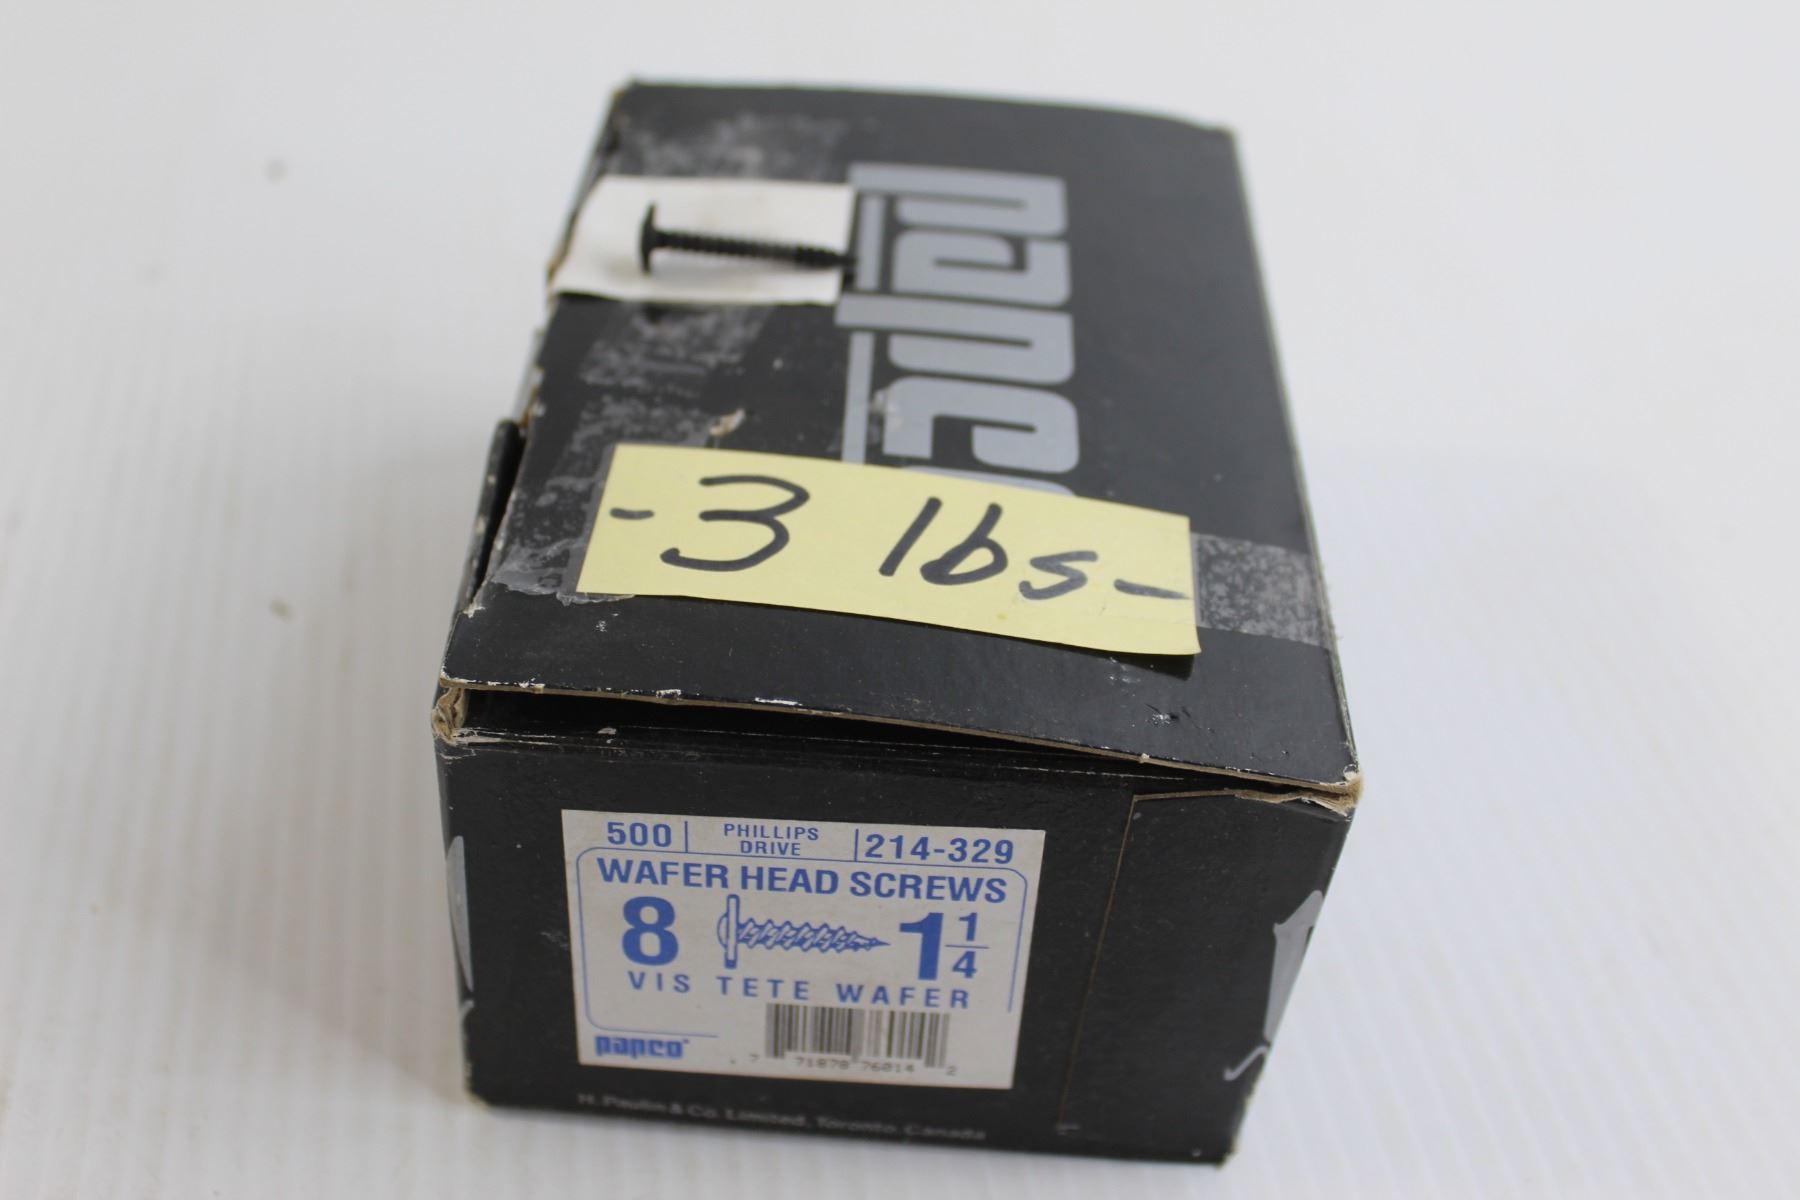 papco
- 3 lbs -
500 PHILLIPS DRIVE 214-329
WAFER HEAD SCREWS
8 1 1/4
VIS TETE WAFER
papco
7 71878 76014 2
H. Paulin & Co. Limited, Toronto, Canada